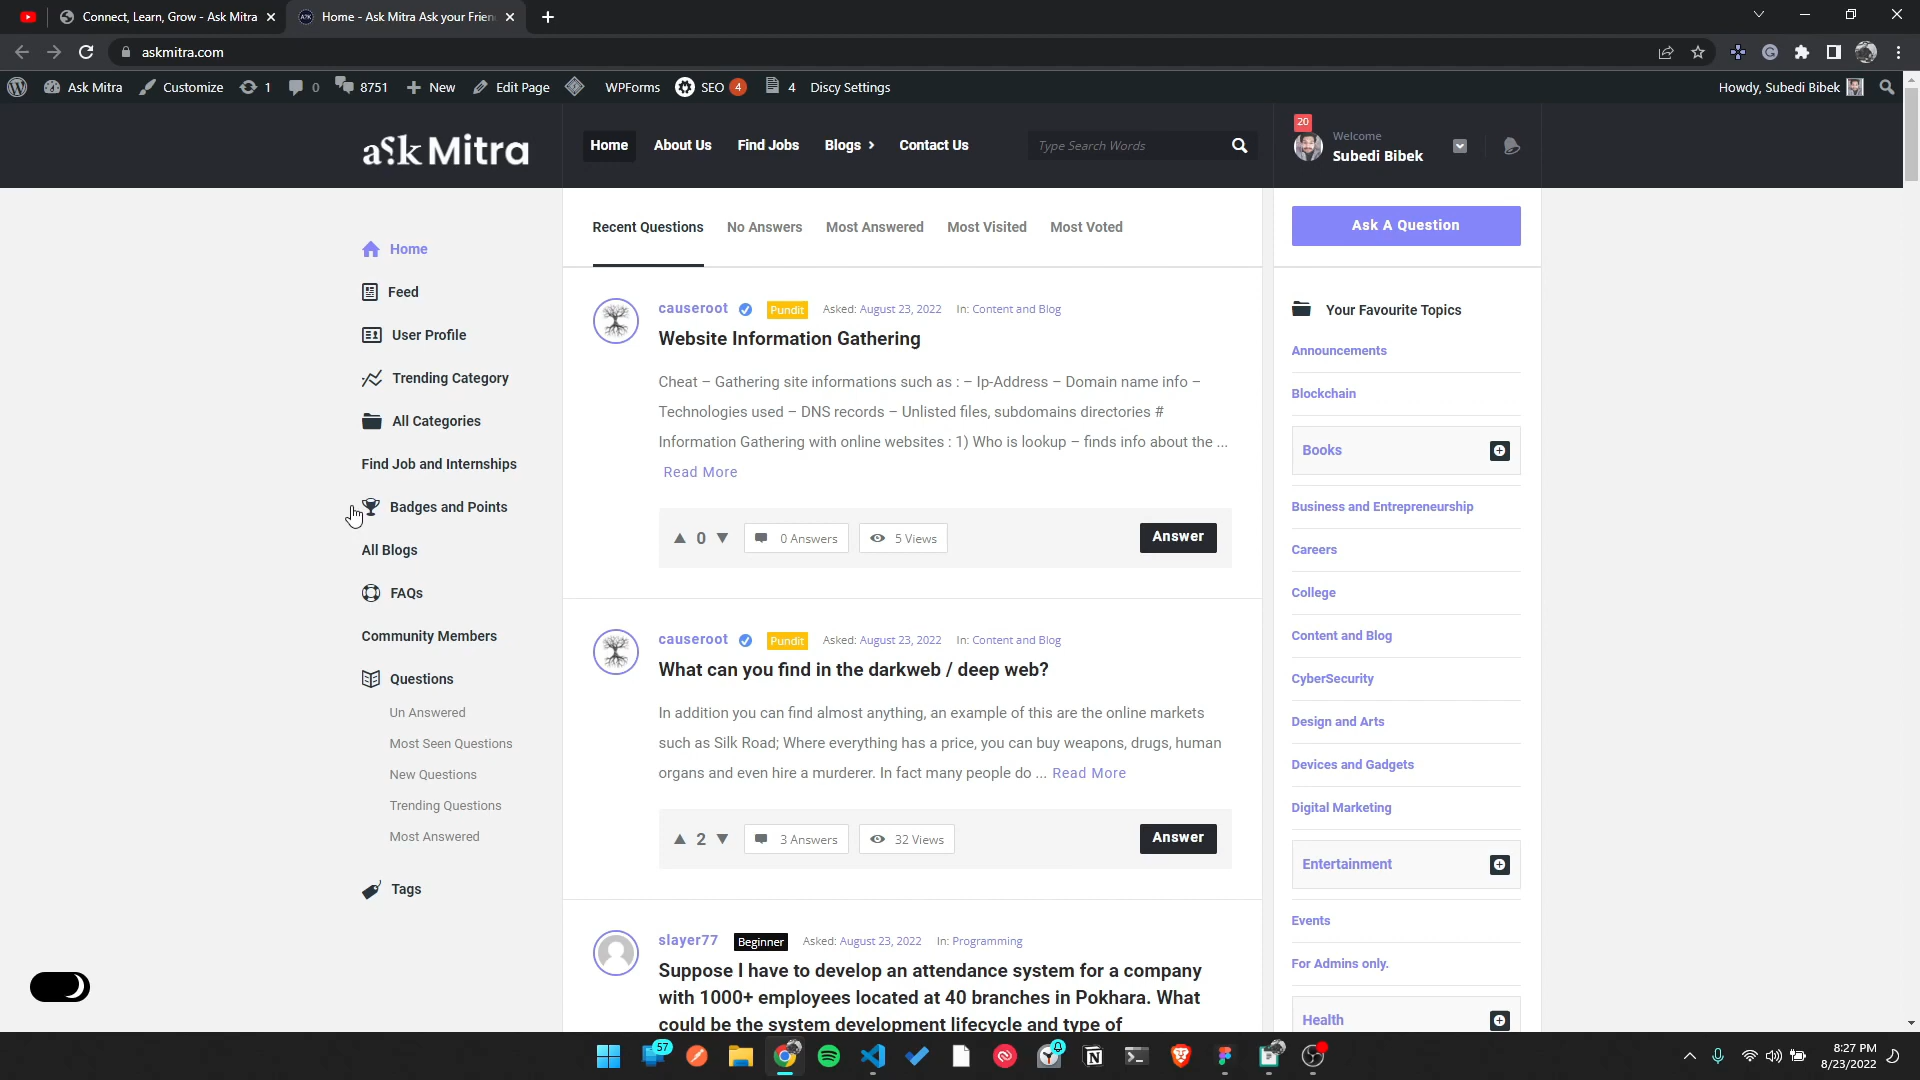 Connect, Learn, Grow - Ask Mitra
Home - Ask Mitra Ask your Frien
askmitra.com
Ask Mitra
Customize
1
0
8751
New
Edit Page
WPForms
SEO 4
4
Discy Settings
Howdy, Subedi Bibek
ask Mitra
Home
About Us
Find Jobs
Blogs
Contact Us
Type Search Words
20
Welcome
Subedi Bibek
Home
Feed
User Profile
Trending Category
All Categories
Find Job and Internships
Badges and Points
All Blogs
FAQs
Community Members
Questions
Un Answered
Most Seen Questions
New Questions
Trending Questions
Most Answered
Tags
Recent Questions
No Answers
Most Answered
Most Visited
Most Voted
causeroot Pundit Asked: August 23, 2022 In: Content and Blog
Website Information Gathering
Cheat – Gathering site informations such as : – Ip-Address – Domain name info –
Technologies used – DNS records – Unlisted files, subdomains directories #
Information Gathering with online websites : 1) Who is lookup – finds info about the ...
Read More
0
0 Answers
5 Views
Answer
causeroot Pundit Asked: August 23, 2022 In: Content and Blog
What can you find in the darkweb / deep web?
In addition you can find almost anything, an example of this are the online markets
such as Silk Road; Where everything has a price, you can buy weapons, drugs, human
organs and even hire a murderer. In fact many people do ... Read More
2
3 Answers
32 Views
Answer
slayer77 Beginner Asked: August 23, 2022 In: Programming
Suppose I have to develop an attendance system for a company
with 1000+ employees located at 40 branches in Pokhara. What
could be the system development lifecycle and type of
Ask A Question
Your Favourite Topics
Announcements
Blockchain
Books
Business and Entrepreneurship
Careers
College
Content and Blog
CyberSecurity
Design and Arts
Devices and Gadgets
Digital Marketing
Entertainment
Events
For Admins only.
Health
57
8:27 PM
8/23/2022